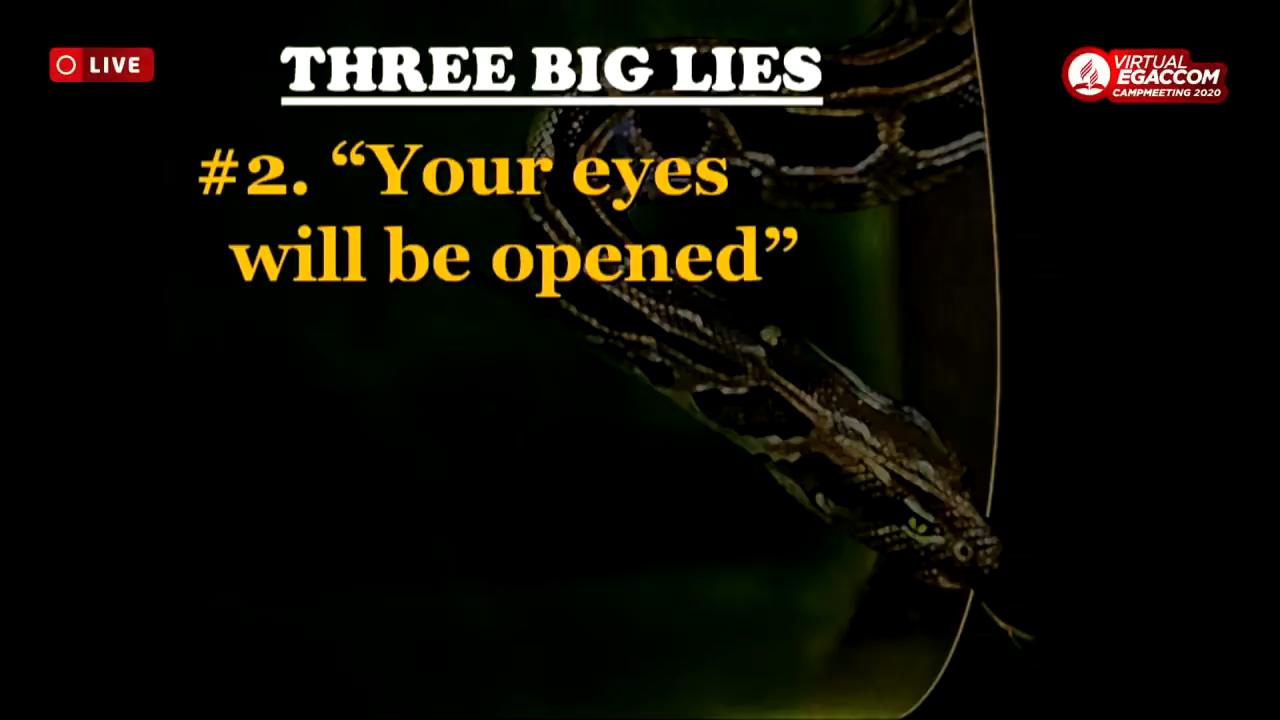 LIVE
THREE BIG LIES
VIRTUAL
EGACCOM
CAMPMEETING 2020
#2. “Your eyes
will be opened”